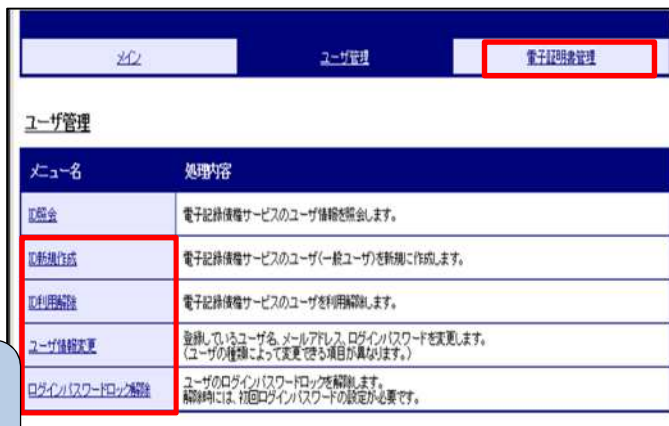 メイン
ユーザ管理
電子証明書管理
ユーザ管理
メニュー名
処理内容
ID照会
電子記録債権サービスのユーザ情報を照会します。
ID新規作成
電子記録債権サービスのユーザ(一般ユーザ)を新規に作成します。
ID利用解除
電子記録債権サービスのユーザを利用解除します。
ユーザ情報変更
登録しているユーザ名、メールアドレス、ログインパスワードを変更します。
(ユーザの種類によって変更できる項目が異なります。)
ログインパスワードロック解除
ユーザのログインパスワードロックを解除します。
解除時には、初回ログインパスワードの設定が必要です。